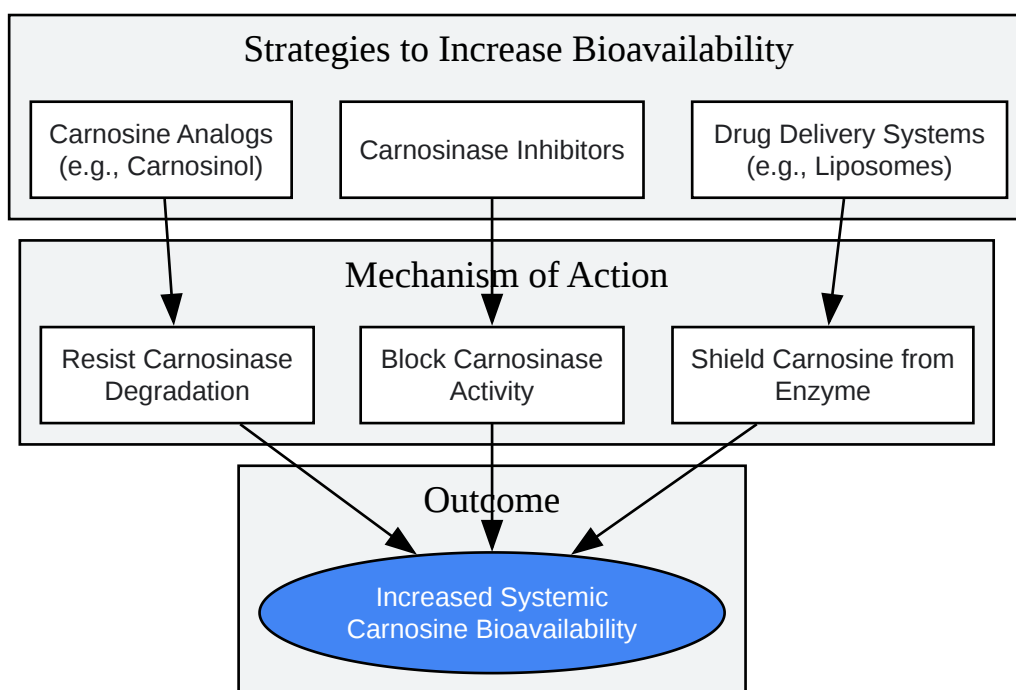 Strategies to Increase Bioavailability
Carnosine Analogs
(e.g., Carnosinol)
Carnosinase Inhibitors
Drug Delivery Systems
(e.g., Liposomes)
Mechanism of Action
Resist Carnosinase
Degradation
Block Carnosinase
Activity
Shield Carnosine from
Enzyme
Outcome
Increased Systemic
Carnosine Bioavailability